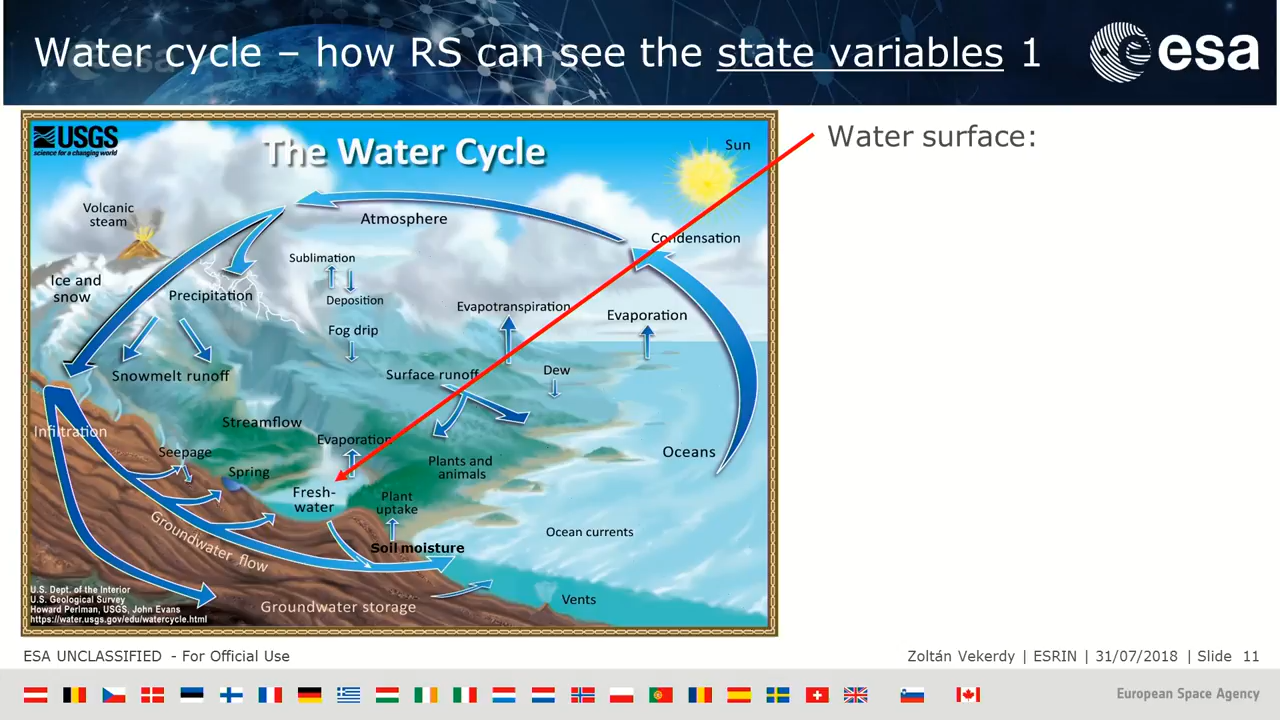 Water cycle – how RS can see the state variables 1
esa
USGS
science for a changing world
The Water Cycle
Sun
Volcanic
steam
Atmosphere
Condensation
Sublimation
Ice and
snow
Precipitation
Deposition
Evapotranspiration
Evaporation
Fog drip
Snowmelt runoff
Surface runoff
Dew
Streamflow
Infiltration
Evaporation
Seepage
Oceans
Spring
Plants and
animals
Fresh-
water
Plant
uptake
Groundwater flow
Ocean currents
Soil moisture
Vents
Groundwater storage
U.S. Dept. of the Interior
U.S. Geological Survey
Howard Perlman, USGS, John Evans
https://water.usgs.gov/edu/watercycle.html
Water surface:
ESA UNCLASSIFIED - For Official Use
Zoltán Vekerdy | ESRIN | 31/07/2018 | Slide 11
European Space Agency